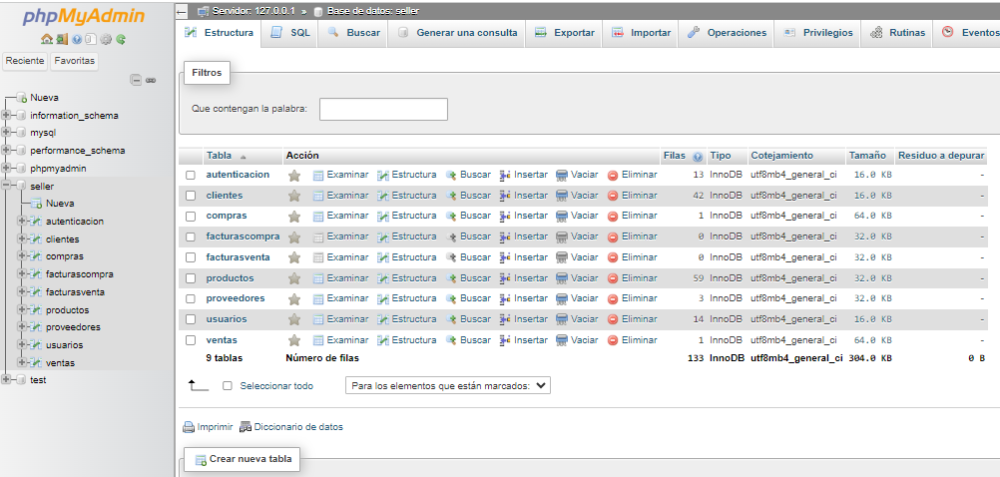 phpMyAdmin
Servidor: 127.0.0.1 » Base de datos: seller
Estructura SQL Buscar Generar una consulta Exportar Importar Operaciones Privilegios Rutinas Eventos
Reciente Favoritas
Nueva
information_schema
mysql
performance_schema
phpmyadmin
seller
Nueva
autenticacion
clientes
compras
facturascompra
facturasventa
productos
proveedores
usuarios
ventas
test
Filtros
Que contengan la palabra:
Tabla Acción Filas Tipo Cotejamiento Tamaño Residuo a depurar
autenticacion Examinar Estructura Buscar Insertar Vaciar Eliminar 13 InnoDB utf8mb4_general_ci 16.0 KB -
clientes Examinar Estructura Buscar Insertar Vaciar Eliminar 42 InnoDB utf8mb4_general_ci 16.0 KB -
compras Examinar Estructura Buscar Insertar Vaciar Eliminar 1 InnoDB utf8mb4_general_ci 64.0 KB -
facturascompra Examinar Estructura Buscar Insertar Vaciar Eliminar 0 InnoDB utf8mb4_general_ci 32.0 KB -
facturasventa Examinar Estructura Buscar Insertar Vaciar Eliminar 0 InnoDB utf8mb4_general_ci 32.0 KB -
productos Examinar Estructura Buscar Insertar Vaciar Eliminar 59 InnoDB utf8mb4_general_ci 32.0 KB -
proveedores Examinar Estructura Buscar Insertar Vaciar Eliminar 3 InnoDB utf8mb4_general_ci 32.0 KB -
usuarios Examinar Estructura Buscar Insertar Vaciar Eliminar 14 InnoDB utf8mb4_general_ci 16.0 KB -
ventas Examinar Estructura Buscar Insertar Vaciar Eliminar 1 InnoDB utf8mb4_general_ci 64.0 KB -
9 tablas Número de filas 133 InnoDB utf8mb4_general_ci 304.0 KB 0 B
Seleccionar todo Para los elementos que están marcados:
Imprimir Diccionario de datos
Crear nueva tabla